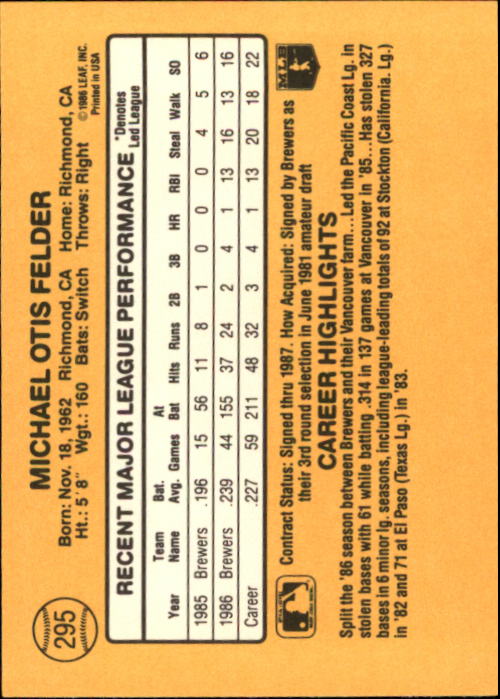 295
MICHAEL OTIS FELDER
Born: Nov. 18, 1962 Richmond, CA Home: Richmond, CA
Ht.: 5'8" Wgt.: 160 Bats: Switch Throws: Right
© 1986 LEAF, INC.
Printed in USA
RECENT MAJOR LEAGUE PERFORMANCE *Denotes Led League
Year Team Name Bat. Avg. Games At Bat Hits Runs 2B 3B HR RBI Steal Walk SO
1985 Brewers .196 15 56 11 8 1 0 0 0 4 5 6
1986 Brewers .239 44 155 37 24 2 4 1 13 16 13 16
Career .227 59 211 48 32 3 4 1 13 20 18 22
Contract Status: Signed thru 1987. How Acquired: Signed by Brewers as
their 3rd round selection in June 1981 amateur draft
MLB
CAREER HIGHLIGHTS
Split the '86 season between Brewers and their Vancouver farm...Led the Pacific Coast Lg. in
stolen bases with 61 while batting .314 in 137 games at Vancouver in '85...Has stolen 327
bases in 6 minor lg. seasons, including league-leading totals of 92 at Stockton (California. Lg.)
in '82 and 71 at El Paso (Texas Lg.) in '83.